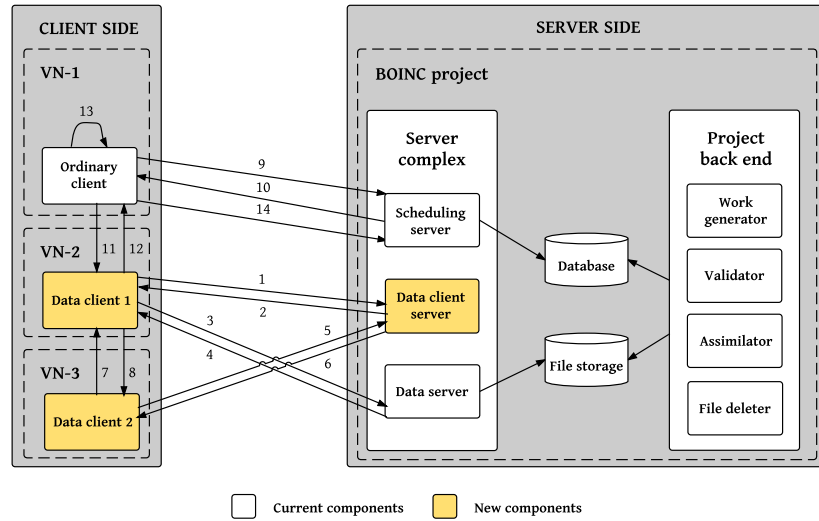 CLIENT SIDE
VN-1
13
Ordinary
client
11
12
VN-2
Data client 1
VN-3
7
8
Data client 2
9
10
14
1
2
3
4
5
6
SERVER SIDE
BOINC project
Server
complex
Scheduling
server
Data client
server
Data server
Database
File storage
Project
back end
Work
generator
Validator
Assimilator
File deleter
Current components
New components